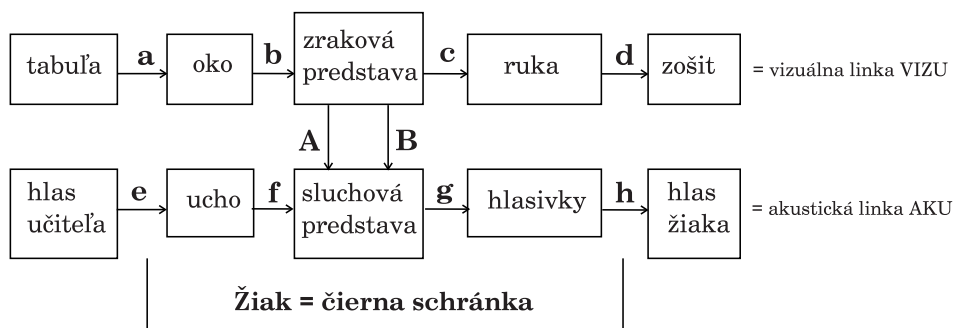 tabuľa
a
oko
b
zraková
predstava
c
ruka
d
zošit
= vizuálna linka VIZU
A
B
hlas
učiteľa
e
ucho
f
sluchová
predstava
g
hlasivky
h
hlas
žiaka
= akustická linka AKU
Žiak = čierna schránka